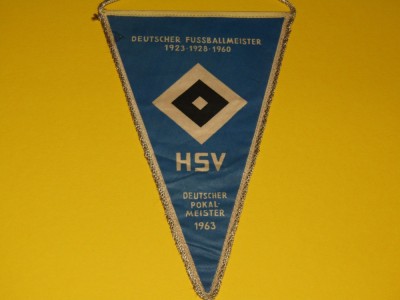 DEUTSCHER FUSSBALLMEISTER
1923-1928-1960
HSV
DEUTSCHER
POKAL-
MEISTER
1963